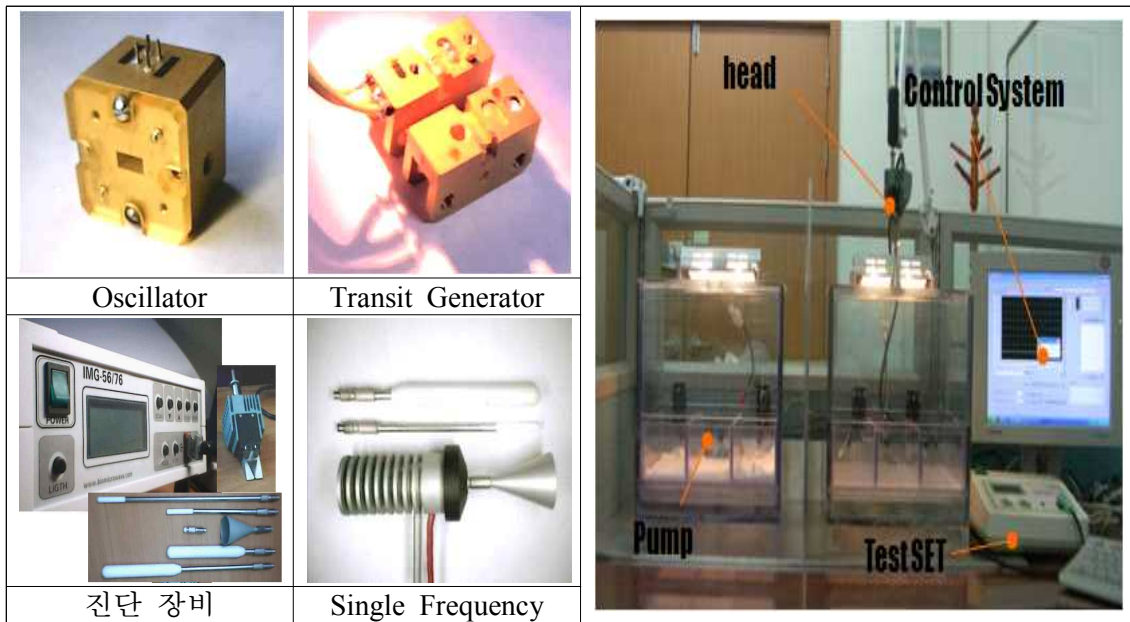 Oscillator
Transit Generator
IMG-56/76
POWER
LIGTH
진단 장비
Single Frequency
head
Control System
Pump
Test SET